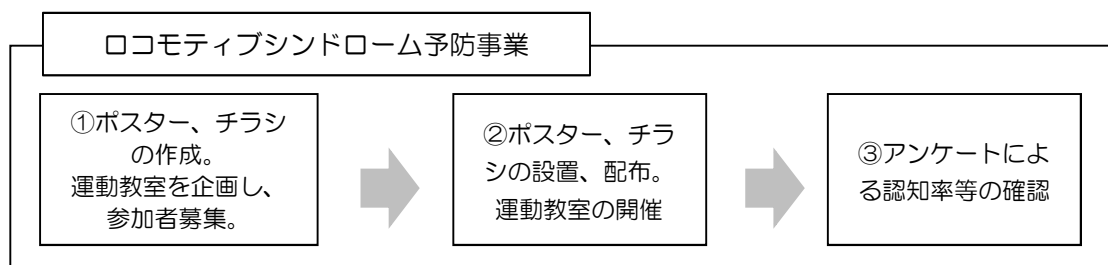 ロコモティブシンドローム予防事業
①ポスター、チラシ
の作成。
運動教室を企画し、
参加者募集。
②ポスター、チラ
シの設置、配布。
運動教室の開催
③アンケートによ
る認知率等の確認